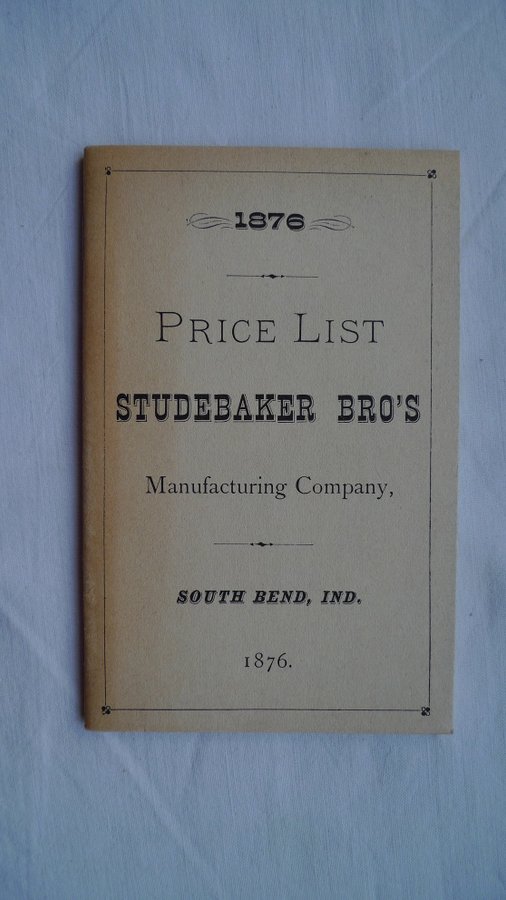 1876
PRICE LIST
STUDEBAKER BRO'S
Manufacturing Company,
SOUTH BEND, IND.
1876.